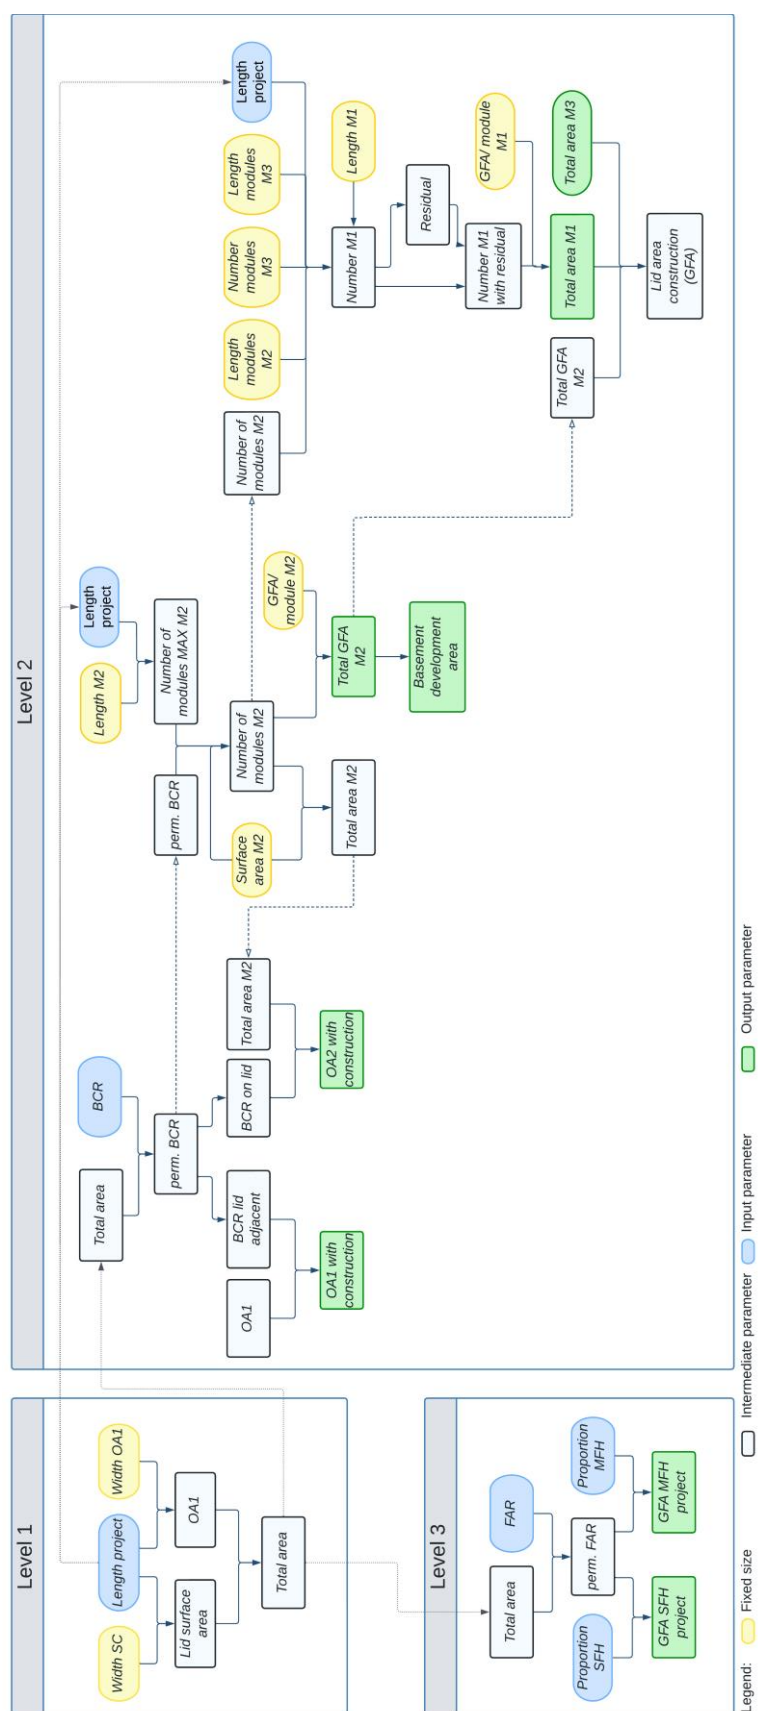 Level 1
Width SC
Length project
Width OA1
Lid surface
area
OA1
Total area
Level 2
Total area
BCR
perm. BCR
OA1
BCR lid
adjacent
BCR on lid
Total area M2
OA1 with
construction
OA2 with
construction
Length M2
Length
project
perm. BCR
Number of
modules MAX M2
Surface
area M2
Number of
modules M2
GFA/
module M2
Total area M2
Total GFA
M2
Basement
development
area
Number of
modules M2
Length
modules
M2
Number
modules
M3
Length
modules
M3
Length
project
Number M1
Length M1
Residual
Number M1
with residual
GFA/ module
M1
Total GFA
M2
Total area M1
Total area M3
Lid area
construction
(GFA)
Level 3
Total area
FAR
Proportion
SFH
perm. FAR
Proportion
MFH
GFA SFH
project
GFA MFH
project
Legend:
Fixed size
Intermediate parameter
Input parameter
Output parameter